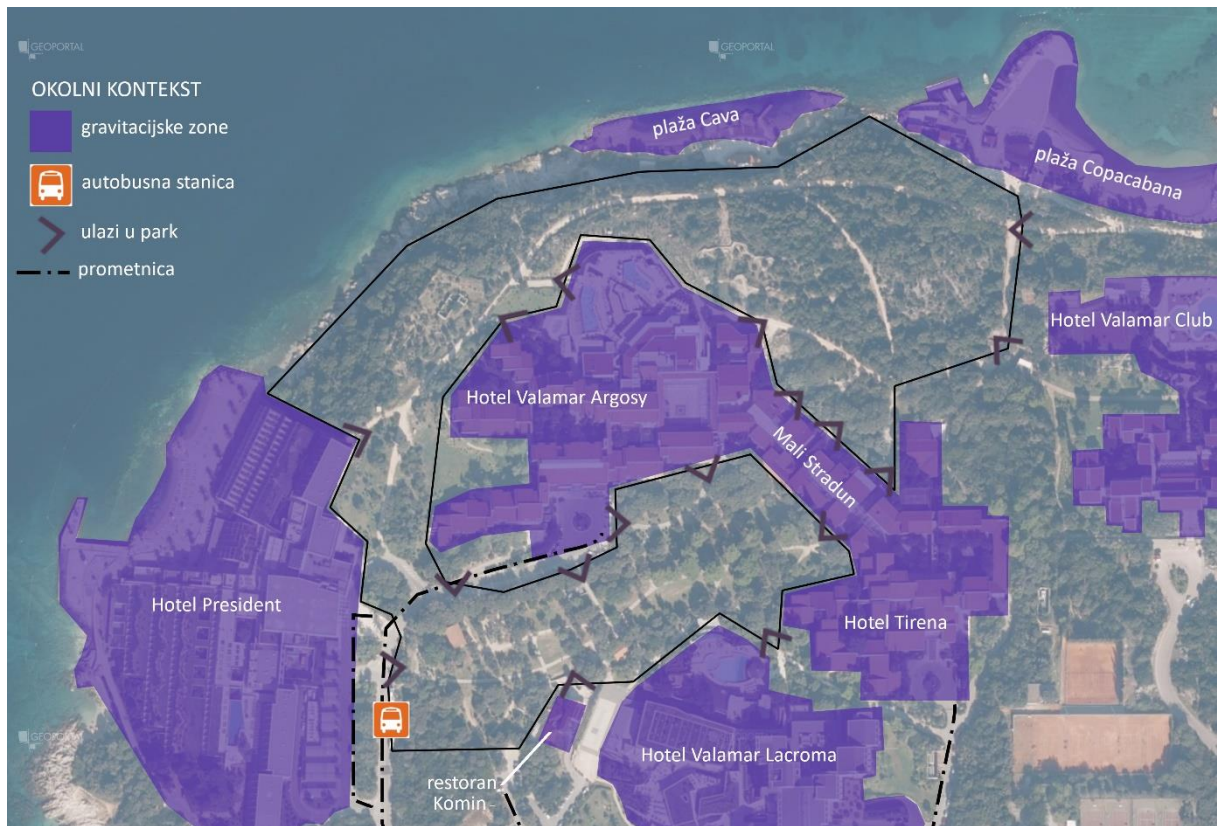 GEOPORTAL
GEOPORTAL
OKOLNI KONTEKST
gravitacijske zone
autobusna stanica
ulazi u park
prometnica
plaža Cava
plaža Copacabana
Hotel Valamar Club
Hotel Valamar Argosy
Mali Stradun
Hotel President
Hotel Tirena
GEOPORTAL
Hotel Valamar Lacroma
restoran
Komin